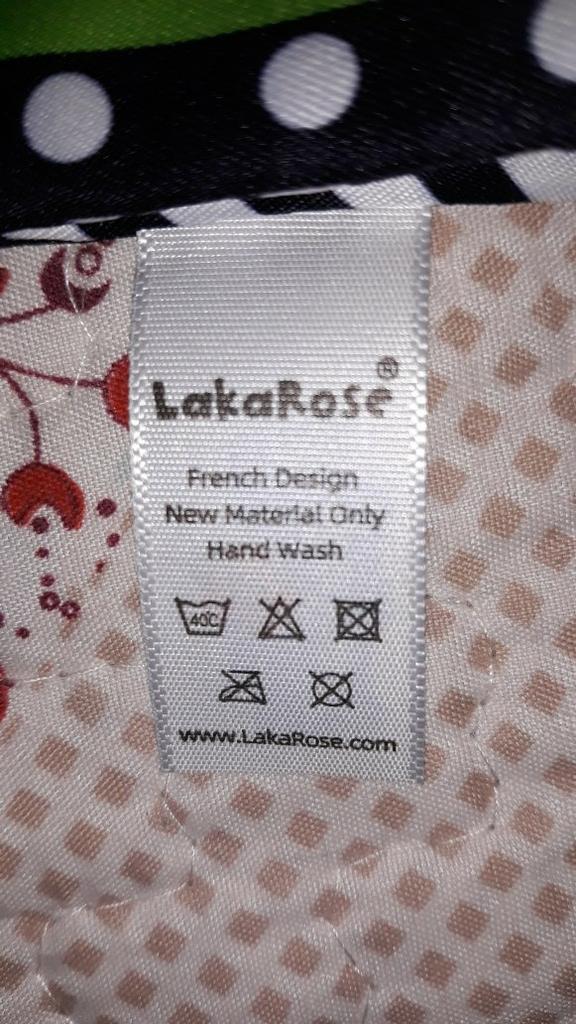 LakaRose®
French Design
New Material Only
Hand Wash
40C
www.LakaRose.com